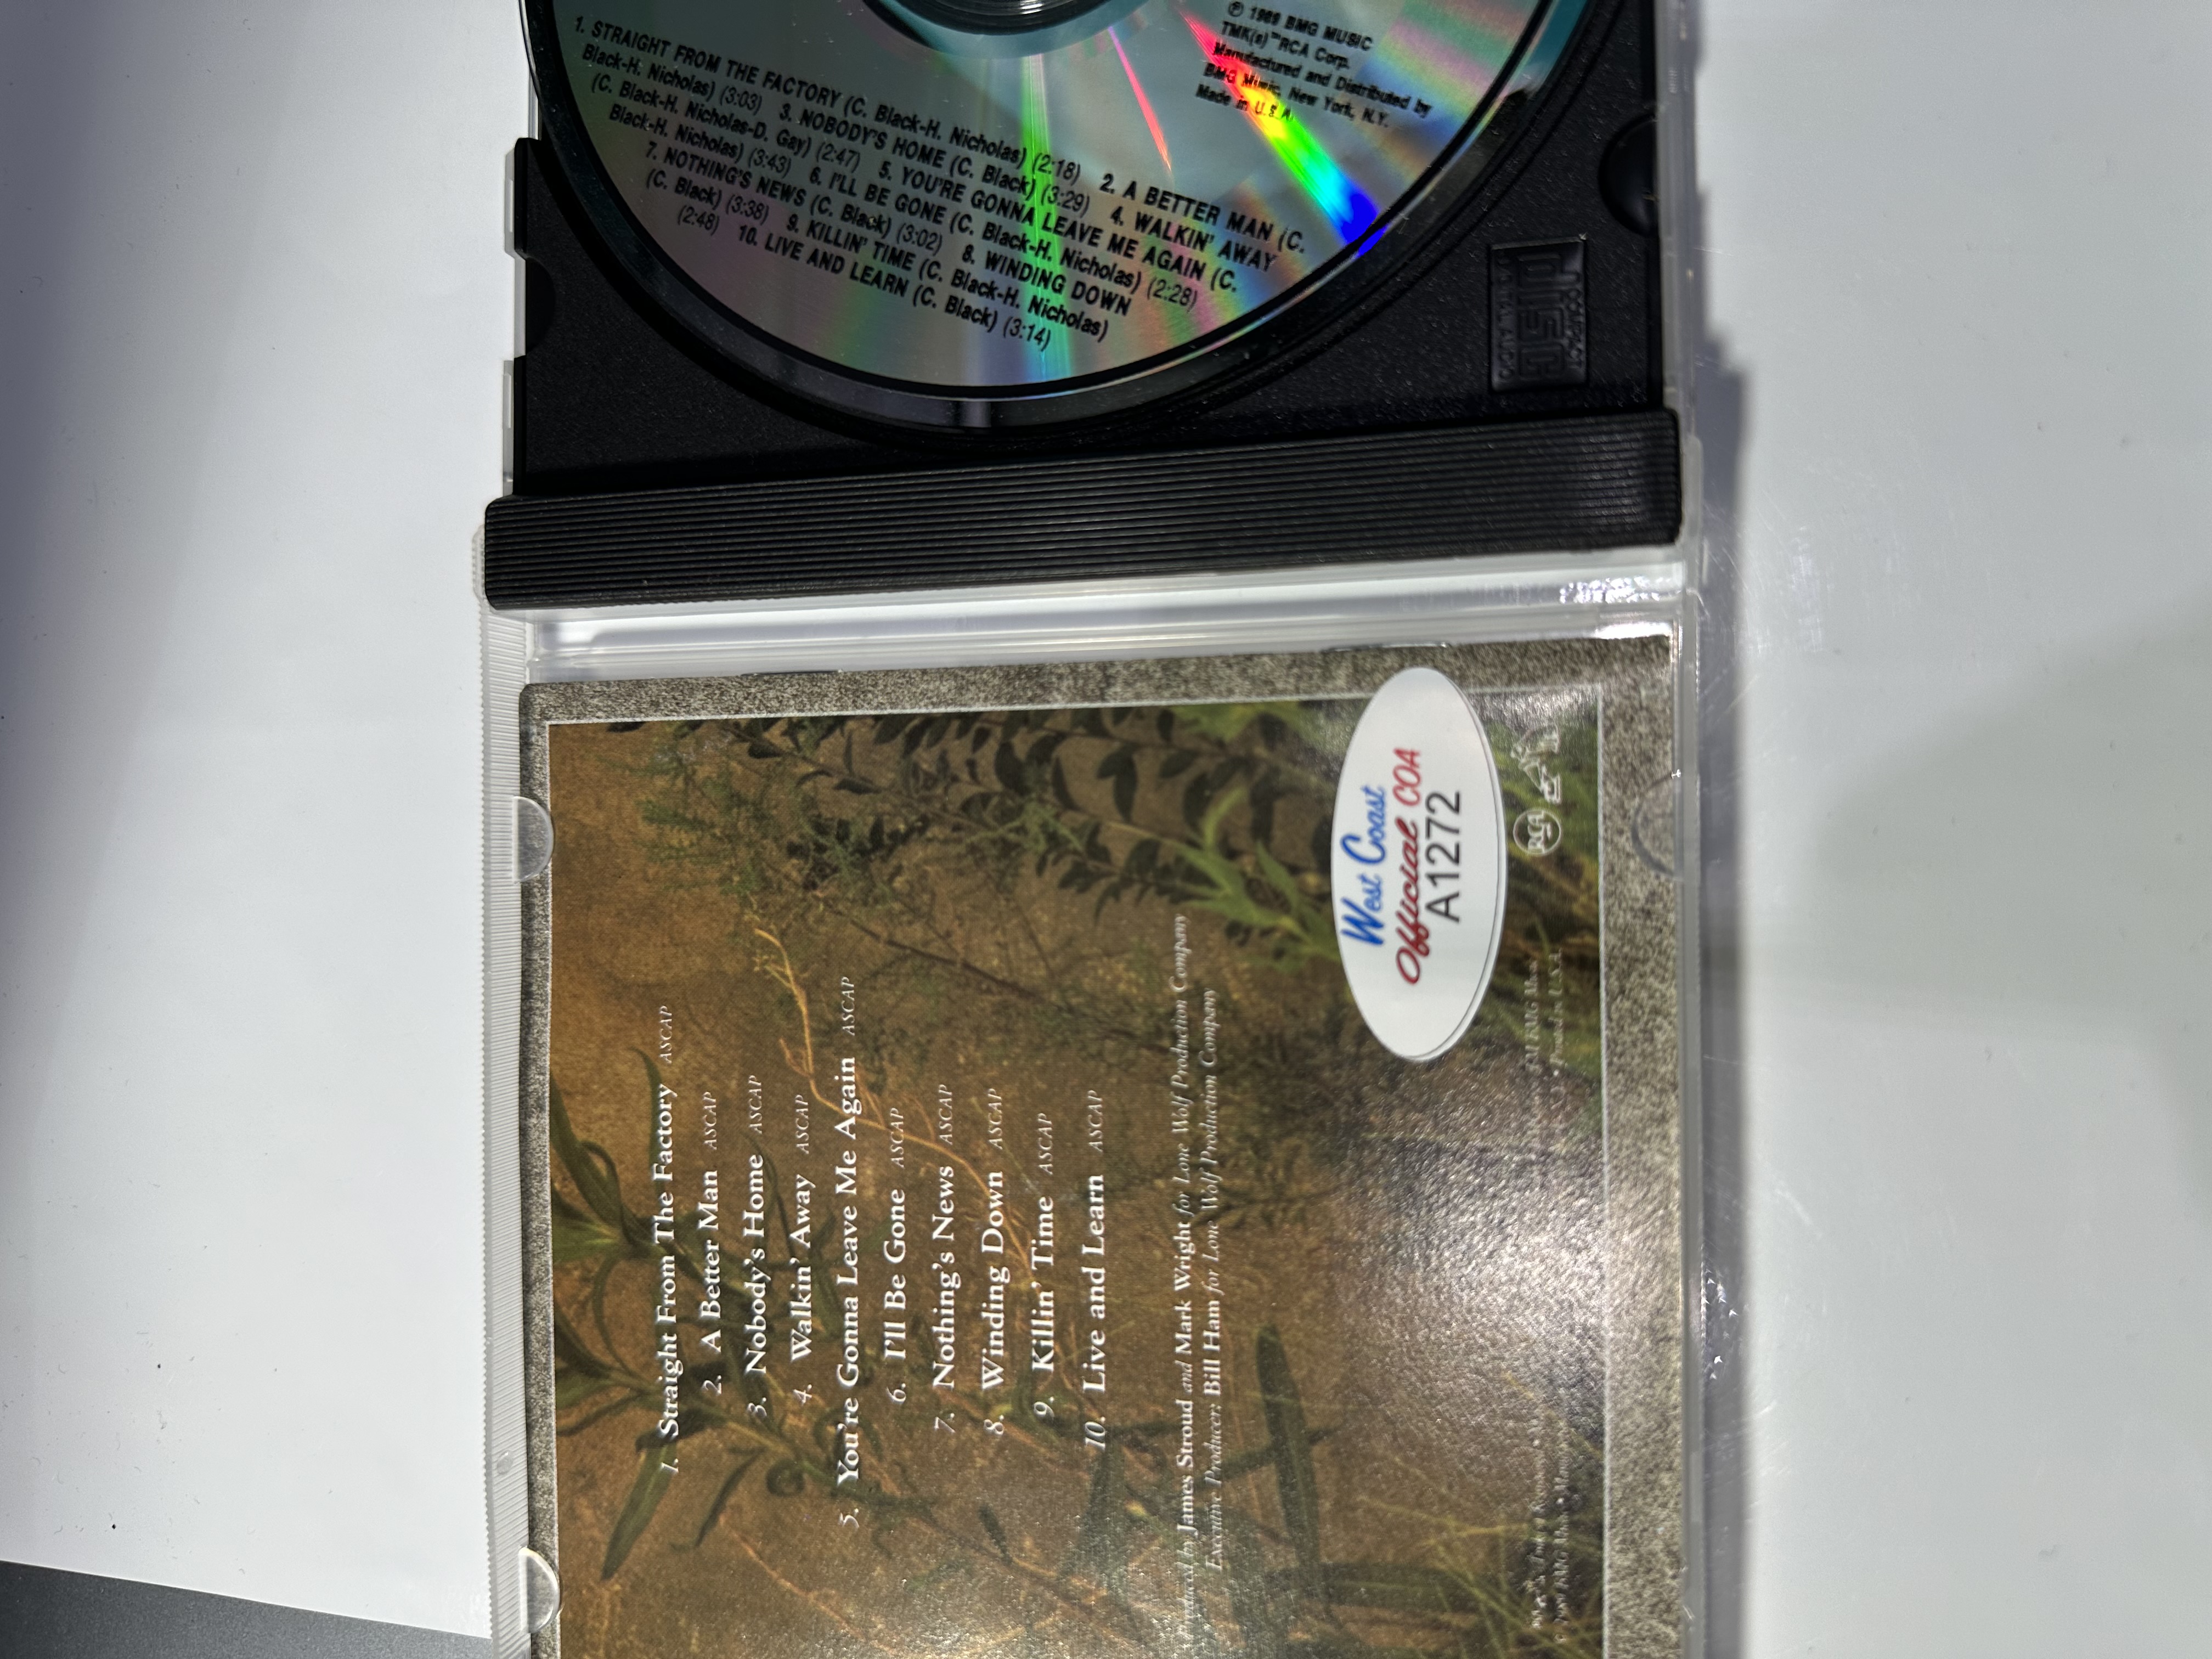 1. STRAIGHT FROM THE FACTORY (C. Black-H. Nicholas) (2:18) 2. A BETTER MAN (C.
Black-H. Nicholas) (3:03) 3. NOBODY'S HOME (C. Black) (3:29) 4. WALKIN' AWAY
(C. Black-H. Nicholas-D. Gay) (2:47) 5. YOU'RE GONNA LEAVE ME AGAIN (C.
Black-H. Nicholas) (3:43) 6. I'LL BE GONE (C. Black-H. Nicholas) (2:28)
7. NOTHING'S NEWS (C. Black) (3:02) 8. WINDING DOWN
(C. Black) (3:38) 9. KILLIN' TIME (C. Black-H. Nicholas)
(2:48) 10. LIVE AND LEARN (C. Black) (3:14)
℗ 1989 BMG MUSIC
TMK(s)™RCA Corp.
Manufactured and Distributed by
BMG Music, New York, N.Y.
Made in U.S.A.
COMPACT
disc
DIGITAL AUDIO
1. Straight From The Factory ASCAP
2. A Better Man ASCAP
3. Nobody's Home ASCAP
4. Walkin' Away ASCAP
5. You're Gonna Leave Me Again ASCAP
6. I'll Be Gone ASCAP
7. Nothing's News ASCAP
8. Winding Down ASCAP
9. Killin' Time ASCAP
10. Live and Learn ASCAP
Produced by James Stroud and Mark Wright for Lone Wolf Production Company
Executive Producer: Bill Ham for Lone Wolf Production Company
West Coast
Official COA
A1272
RCA
BMG Music